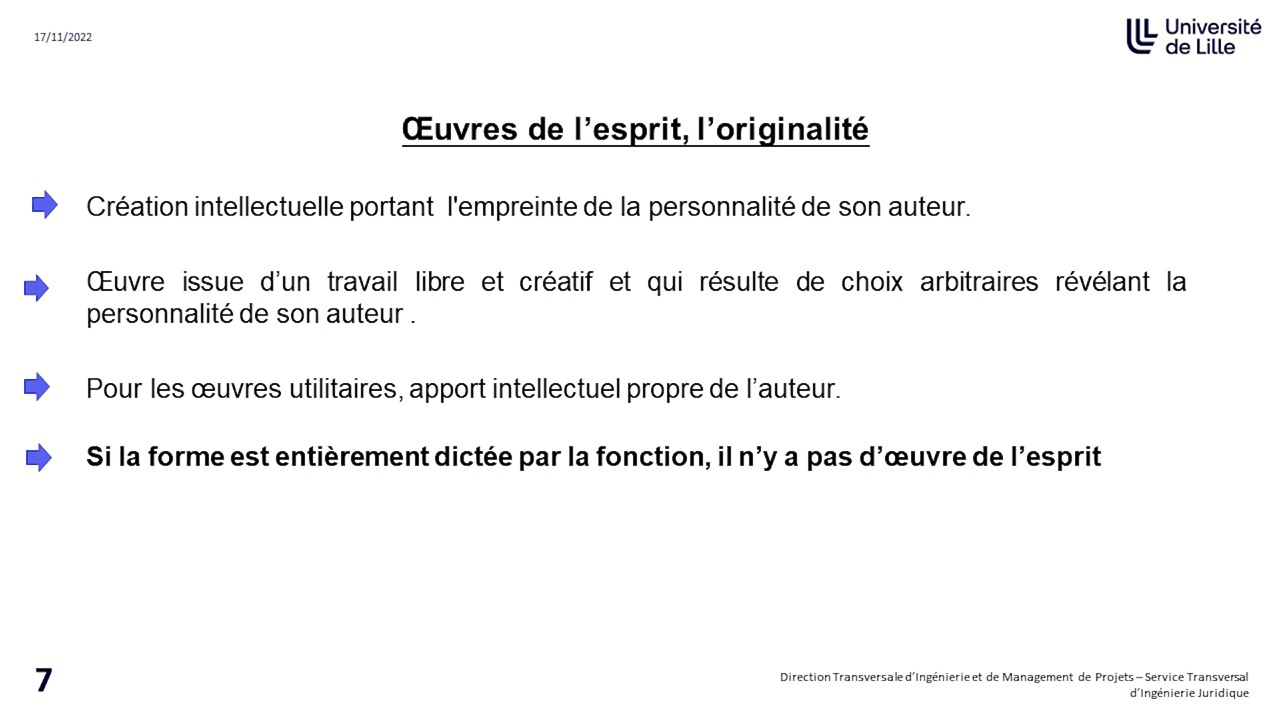 17/11/2022
Université
de Lille
Œuvres de l’esprit, l’originalité
Création intellectuelle portant  l'empreinte de la personnalité de son auteur.
Œuvre issue d’un travail libre et créatif et qui résulte de choix arbitraires révélant la
personnalité de son auteur .
Pour les œuvres utilitaires, apport intellectuel propre de l’auteur.
Si la forme est entièrement dictée par la fonction, il n’y a pas d’œuvre de l’esprit
7
Direction Transversale d’Ingénierie et de Management de Projets – Service Transversal
d’Ingénierie Juridique